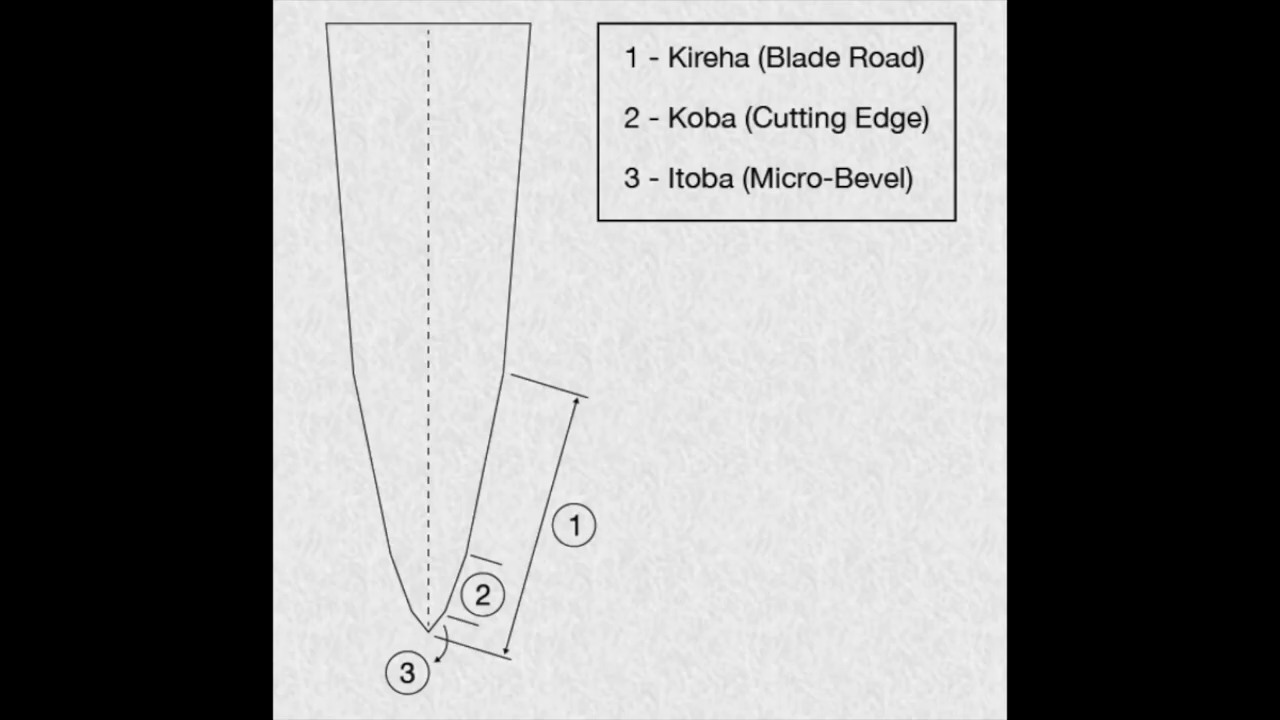 1 - Kireha (Blade Road)
2 - Koba (Cutting Edge)
3 - Itoba (Micro-Bevel)
1
2
3